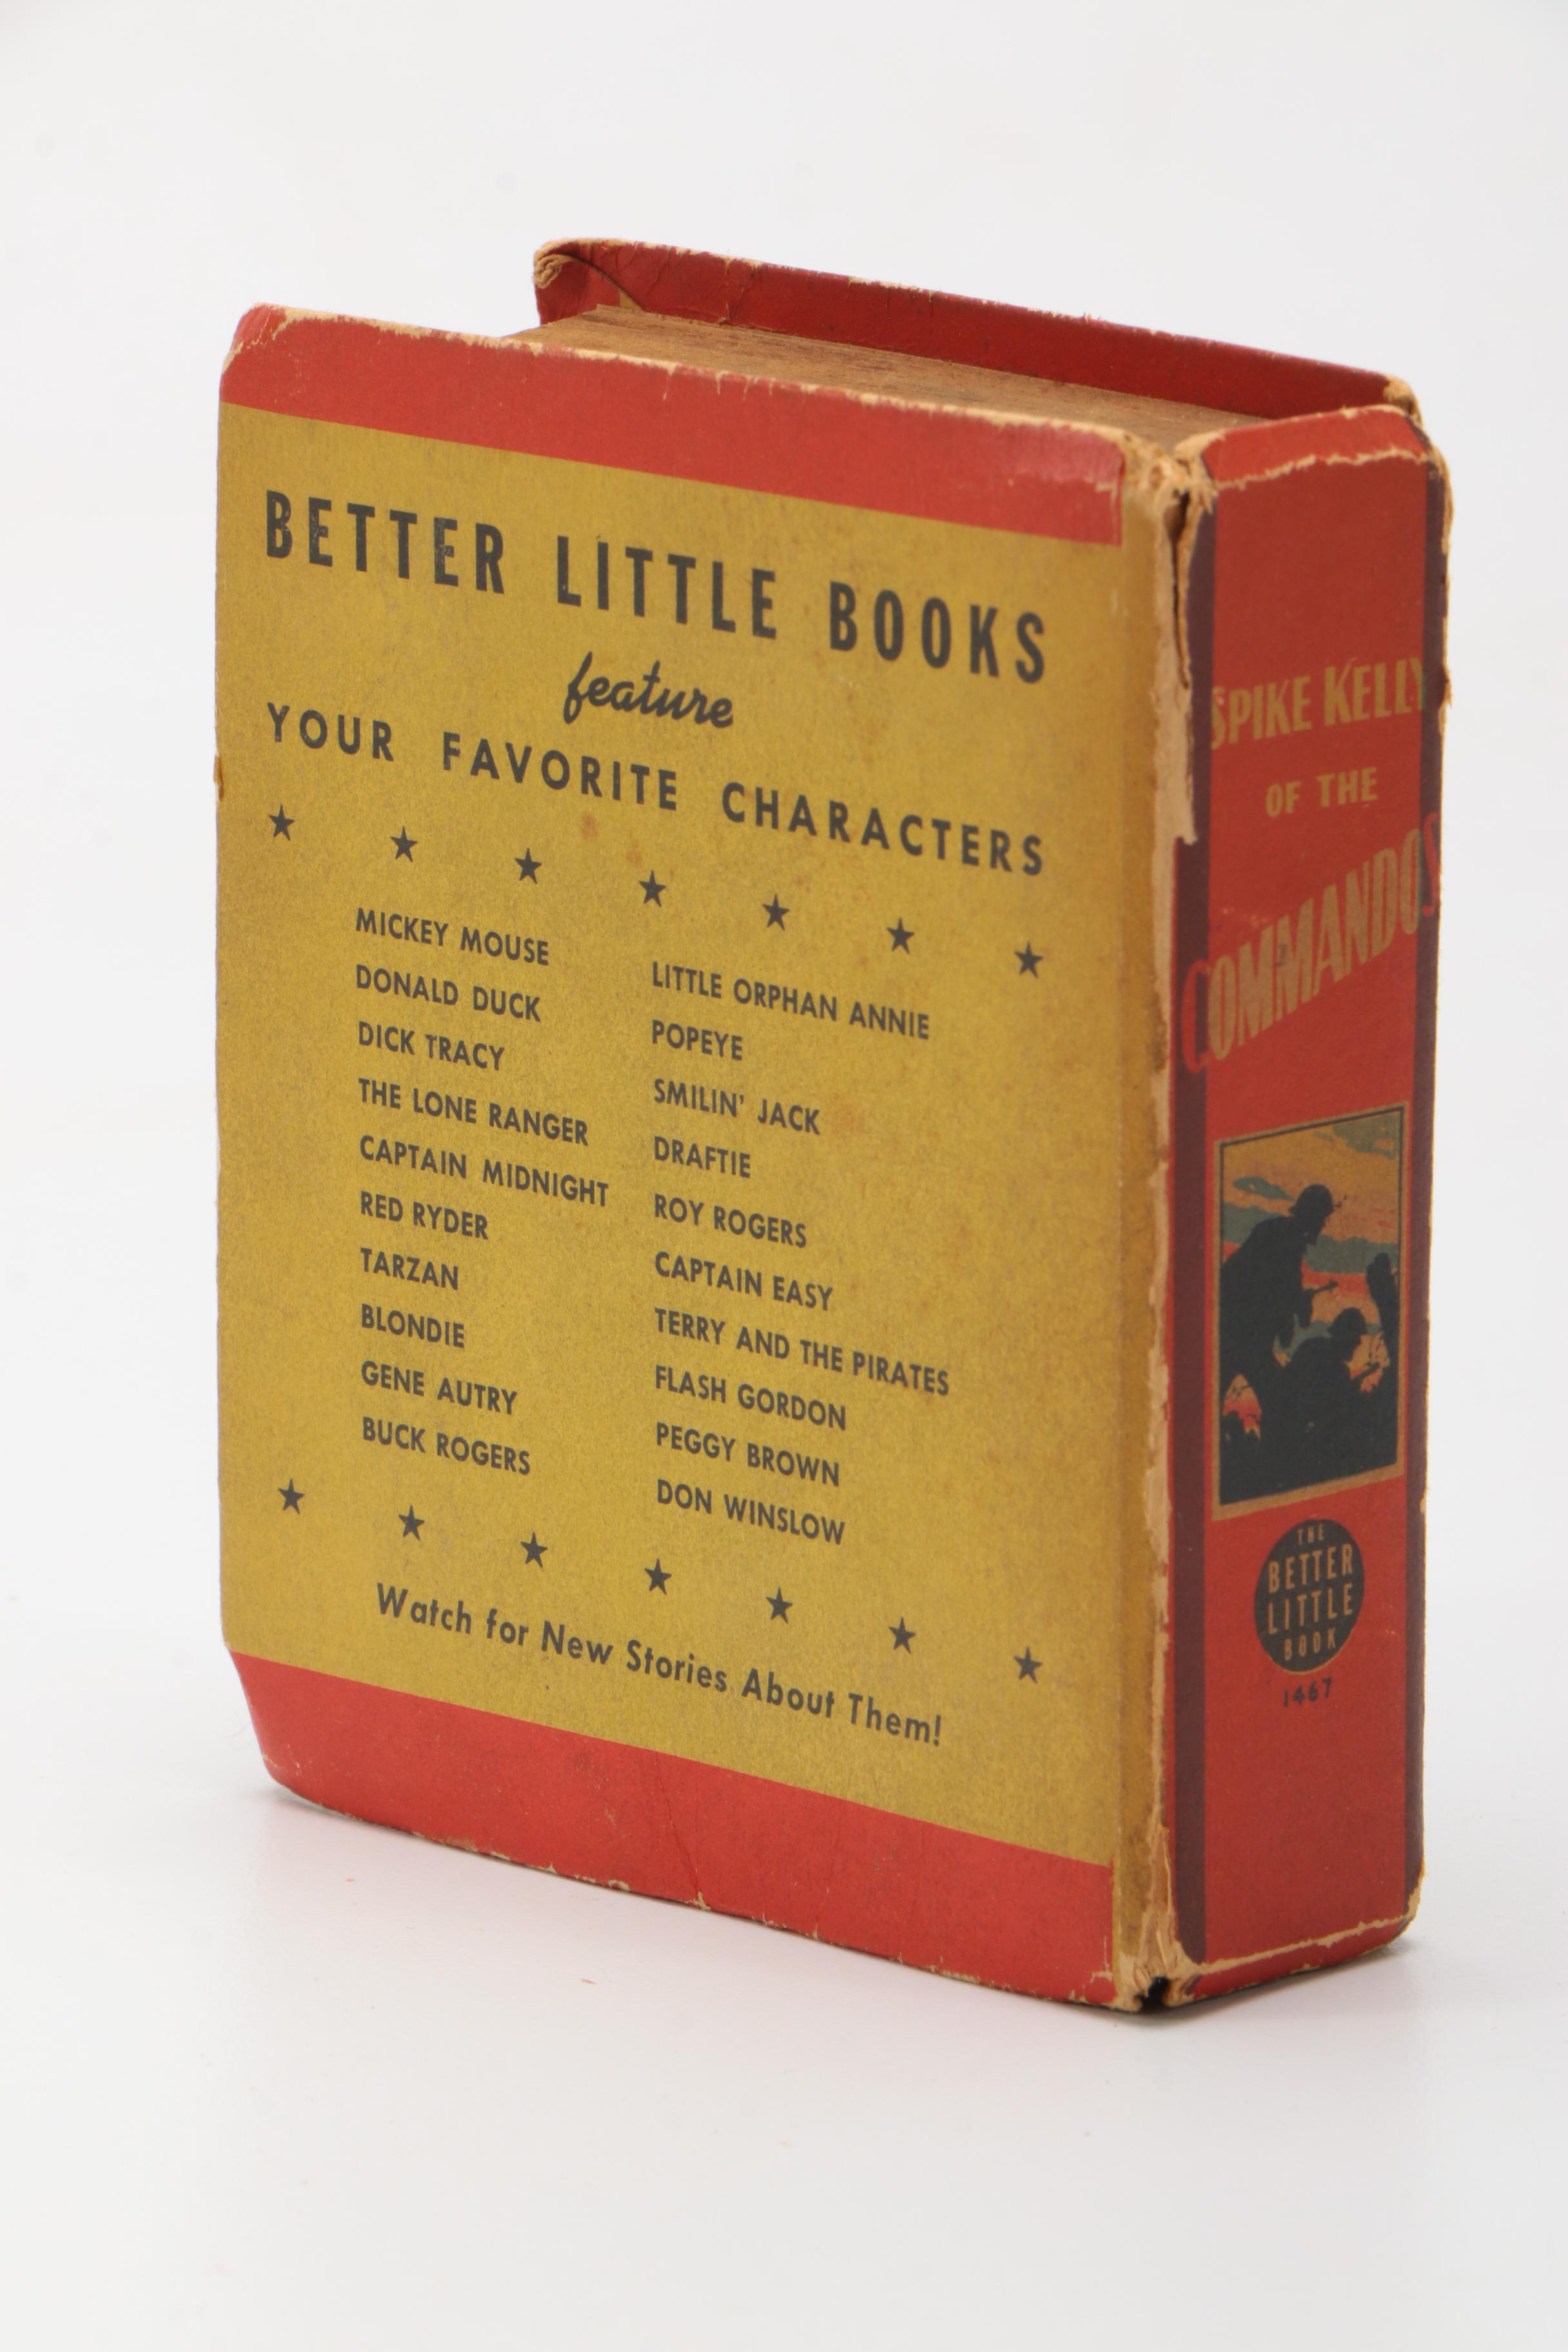 BETTER LITTLE BOOKS
feature
YOUR FAVORITE CHARACTERS
MICKEY MOUSE
DONALD DUCK
DICK TRACY
THE LONE RANGER
CAPTAIN MIDNIGHT
RED RYDER
TARZAN
BLONDIE
GENE AUTRY
BUCK ROGERS
LITTLE ORPHAN ANNIE
POPEYE
SMILIN' JACK
DRAFTIE
ROY ROGERS
CAPTAIN EASY
TERRY AND THE PIRATES
FLASH GORDON
PEGGY BROWN
DON WINSLOW
Watch for New Stories About Them!
SPIKE KELLY
OF THE
COMMANDOS
THE
BETTER
LITTLE
BOOK
1467